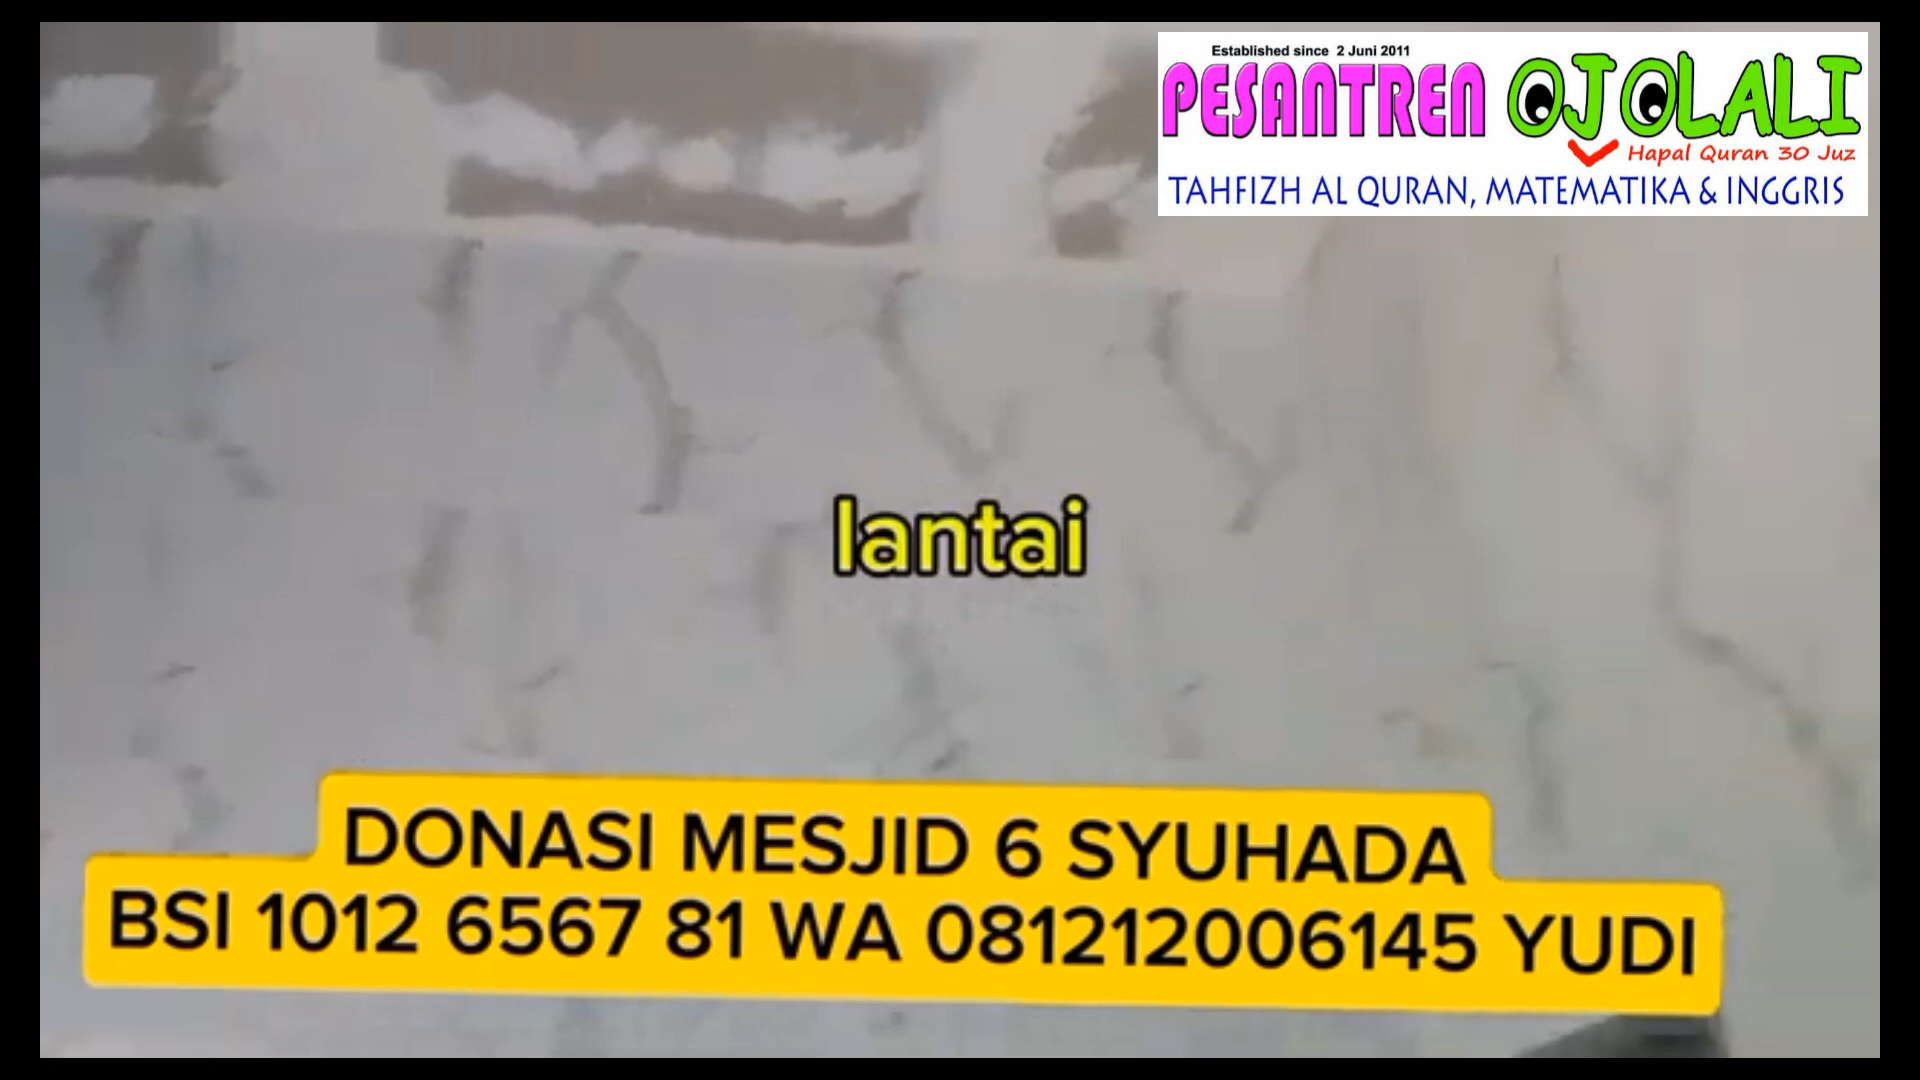 Established since 2 Juni 2011
PESANTREN OJOLALI
Hapal Quran 30 Juz
TAHFIZH AL QURAN, MATEMATIKA & INGGRIS
lantai
DONASI MESJID 6 SYUHADA
BSI 1012 6567 81 WA 081212006145 YUDI